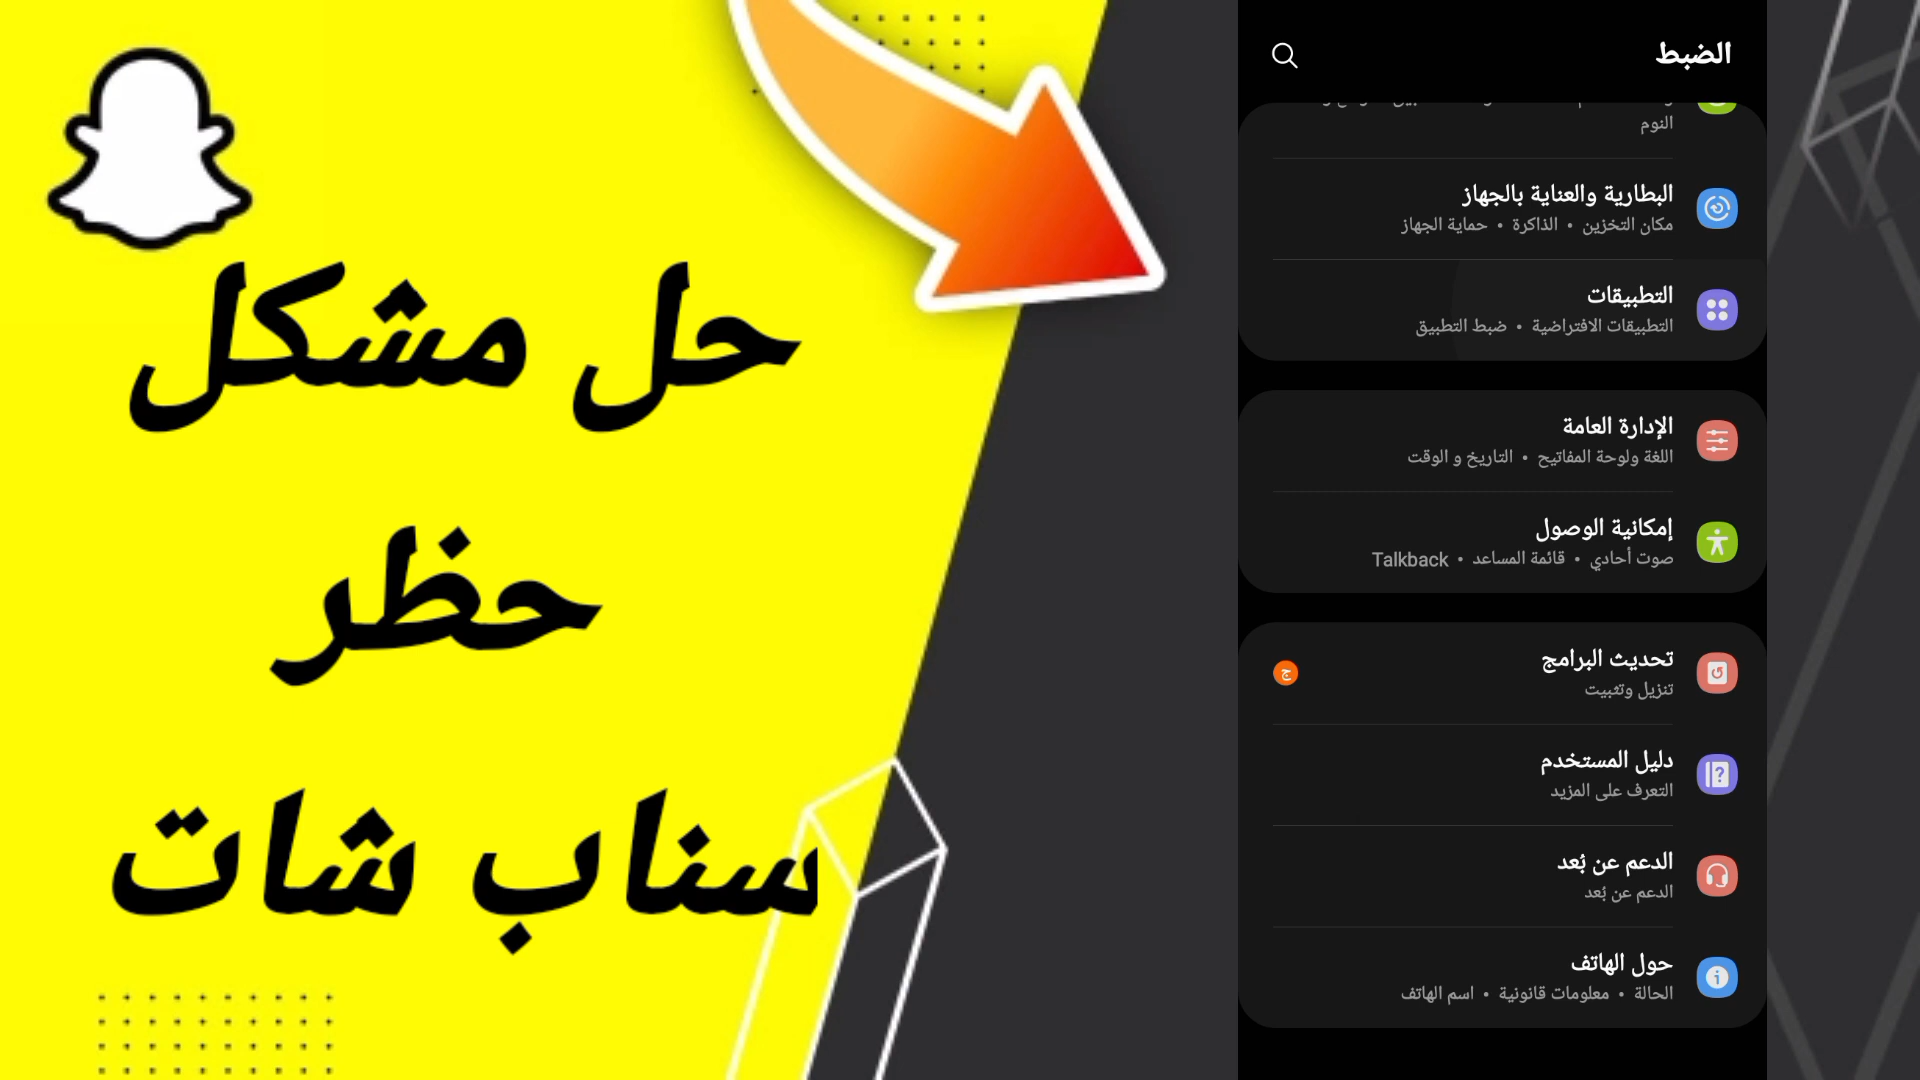 حل مشكل
حظر
سناب شات
الضبط
النوم
البطارية والعناية بالجهاز
مكان التخزين • الذاكرة • حماية الجهاز
التطبيقات
التطبيقات الافتراضية • ضبط التطبيق
الإدارة العامة
اللغة ولوحة المفاتيح • التاريخ و الوقت
إمكانية الوصول
صوت أحادي • قائمة المساعد • Talkback
تحديث البرامج
تنزيل وتثبيت
ج
دليل المستخدم
التعرف على المزيد
الدعم عن بُعد
الدعم عن بُعد
حول الهاتف
الحالة • معلومات قانونية • اسم الهاتف